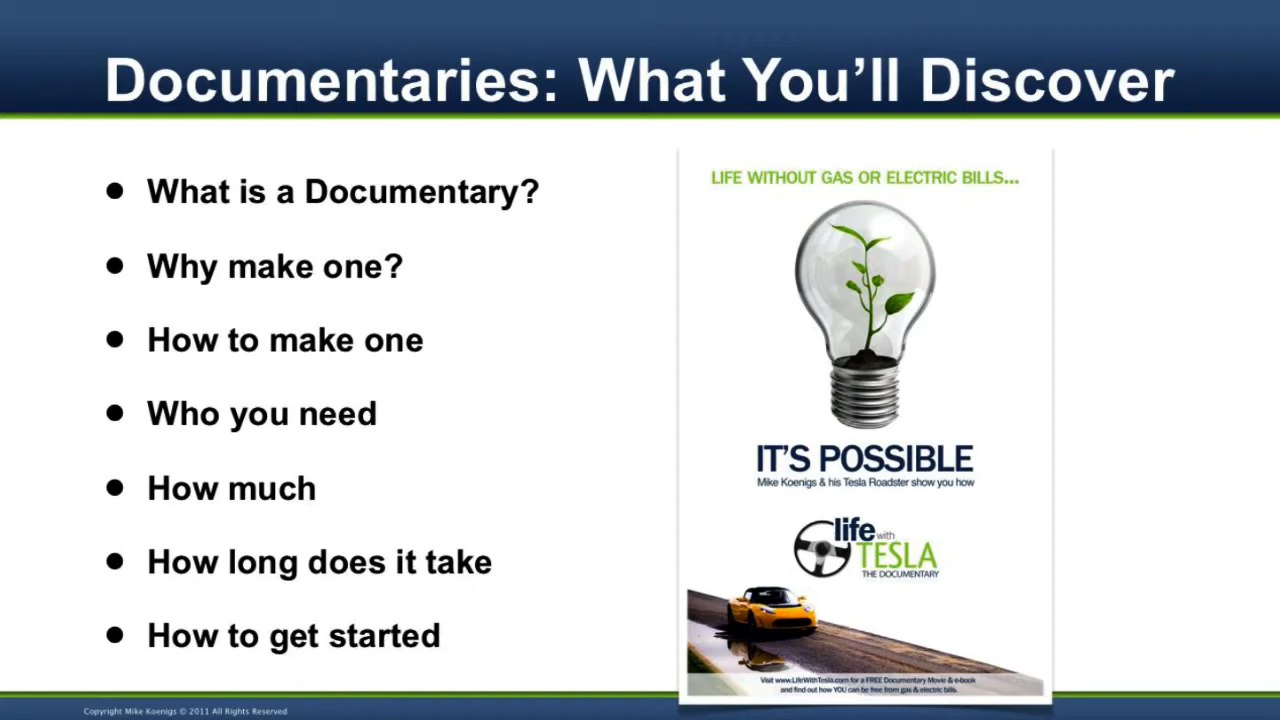 Documentaries: What You'll Discover
● What is a Documentary?
● Why make one?
● How to make one
● Who you need
● How much
● How long does it take
● How to get started
LIFE WITHOUT GAS OR ELECTRIC BILLS...
IT'S POSSIBLE
Mike Koenigs & his Tesla Roadster show you how
life with
TESLA
THE DOCUMENTARY
Visit www.LifeWithTesla.com for a FREE Documentary Movie & e-book
and find out how YOU can be free from gas & electric bills.
Copyright Mike Koenigs © 2011 All Rights Reserved